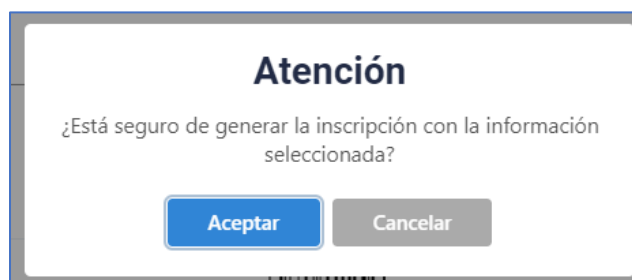 Atención
¿Está seguro de generar la inscripción con la información
seleccionada?
Aceptar Cancelar